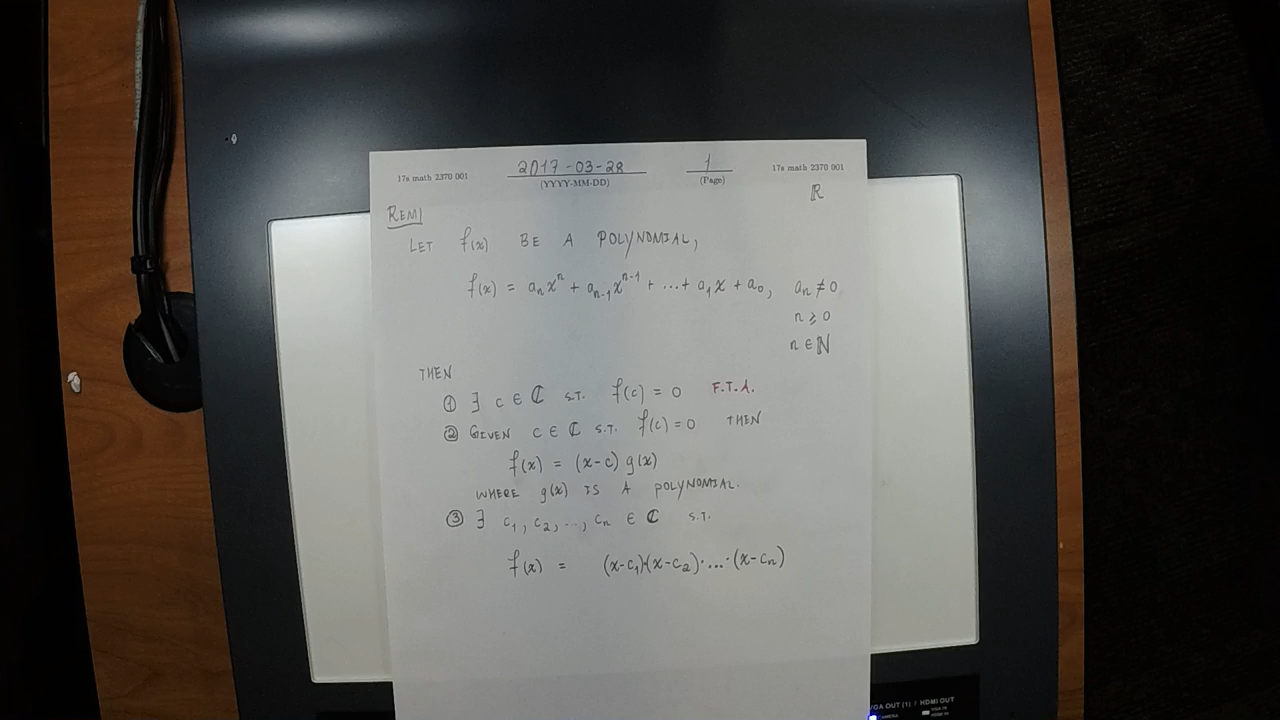 17s math 2370 001 2017-03-28 1 17s math 2370 001
(YYYY-MM-DD) (Page)
ℝ
REM|
LET f(x) BE A POLYNOMIAL,
f(x) = aₙxⁿ + aₙ₋₁xⁿ⁻¹ + ... + a₁x + a₀, aₙ ≠ 0
n ⩾ 0
n ∈ ℕ
THEN
① ∃ c ∈ ℂ S.T. f(c) = 0 F.T.A.
② GIVEN c ∈ ℂ S.T. f(c) = 0 THEN
f(x) = (x-c) g(x)
WHERE g(x) IS A POLYNOMIAL.
③ ∃ c₁, c₂, ..., cₙ ∈ ℂ S.T.
f(x) = (x-c₁)·(x-c₂)·...·(x-cₙ)
VGA OUT (1) / HDMI OUT